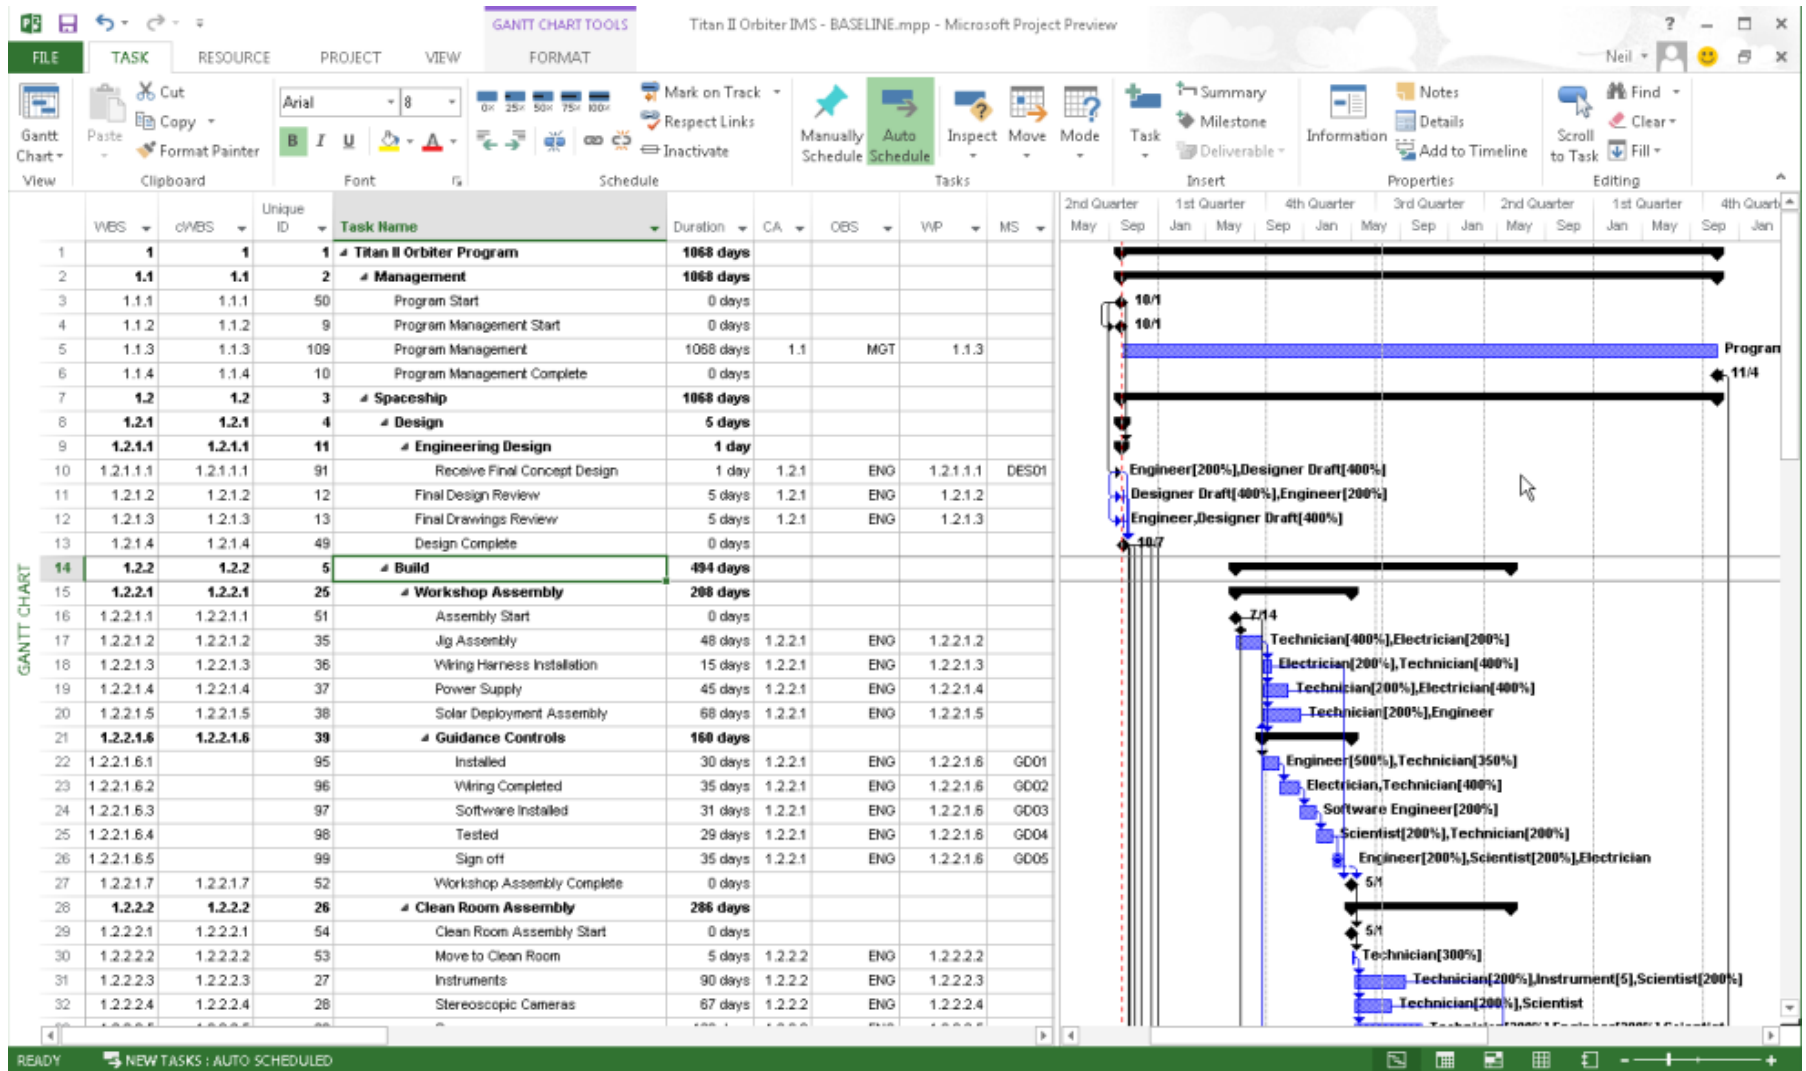 GANTT CHART TOOLS Titan II Orbiter IMS - BASELINE.mpp - Microsoft Project Preview ?
FILE TASK RESOURCE PROJECT VIEW FORMAT Neil
Gantt Chart Paste Cut Copy Format Painter
Arial 8 B I U A
0× 25× 50× 75× 100×
Mark on Track
Respect Links
Inactivate
Manually Schedule Auto Schedule Inspect Move Mode
Task Summary Milestone Deliverable
Information Notes Details Add to Timeline
Scroll to Task Find Clear Fill
View Clipboard Font Schedule Tasks Insert Properties Editing
WBS cWBS Unique ID Task Name Duration CA OBS WP MS
2nd Quarter 1st Quarter 4th Quarter 3rd Quarter 2nd Quarter 1st Quarter 4th Quart
May Sep Jan May Sep Jan May Sep Jan May Sep Jan May Sep Jan
1 1 1 1 Titan II Orbiter Program 1068 days
2 1.1 1.1 2 Management 1068 days
3 1.1.1 1.1.1 50 Program Start 0 days 10/1
4 1.1.2 1.1.2 9 Program Management Start 0 days 10/1
5 1.1.3 1.1.3 109 Program Management 1068 days 1.1 MGT 1.1.3 Program
6 1.1.4 1.1.4 10 Program Management Complete 0 days 11/4
7 1.2 1.2 3 Spaceship 1068 days
8 1.2.1 1.2.1 4 Design 5 days
9 1.2.1.1 1.2.1.1 11 Engineering Design 1 day
10 1.2.1.1.1 1.2.1.1.1 91 Receive Final Concept Design 1 day 1.2.1 ENG 1.2.1.1.1 DES01 Engineer[200%],Designer Draft[400%]
11 1.2.1.2 1.2.1.2 12 Final Design Review 5 days 1.2.1 ENG 1.2.1.2 Designer Draft[400%],Engineer[200%]
12 1.2.1.3 1.2.1.3 13 Final Drawings Review 5 days 1.2.1 ENG 1.2.1.3 Engineer,Designer Draft[400%]
13 1.2.1.4 1.2.1.4 49 Design Complete 0 days 10/7
14 1.2.2 1.2.2 5 Build 494 days
15 1.2.2.1 1.2.2.1 25 Workshop Assembly 208 days
16 1.2.2.1.1 1.2.2.1.1 51 Assembly Start 0 days 7/14
17 1.2.2.1.2 1.2.2.1.2 35 Jig Assembly 48 days 1.2.2.1 ENG 1.2.2.1.2 Technician[400%],Electrician[200%]
18 1.2.2.1.3 1.2.2.1.3 36 Wiring Harness Installation 15 days 1.2.2.1 ENG 1.2.2.1.3 Electrician[200%],Technician[400%]
19 1.2.2.1.4 1.2.2.1.4 37 Power Supply 45 days 1.2.2.1 ENG 1.2.2.1.4 Technician[200%],Electrician[400%]
20 1.2.2.1.5 1.2.2.1.5 38 Solar Deployment Assembly 68 days 1.2.2.1 ENG 1.2.2.1.5 Technician[200%],Engineer
21 1.2.2.1.6 1.2.2.1.6 39 Guidance Controls 160 days
22 1.2.2.1.6.1 95 Installed 30 days 1.2.2.1 ENG 1.2.2.1.6 GD01 Engineer[500%],Technician[350%]
23 1.2.2.1.6.2 96 Wiring Completed 35 days 1.2.2.1 ENG 1.2.2.1.6 GD02 Electrician,Technician[400%]
24 1.2.2.1.6.3 97 Software Installed 31 days 1.2.2.1 ENG 1.2.2.1.6 GD03 Software Engineer[200%]
25 1.2.2.1.6.4 98 Tested 29 days 1.2.2.1 ENG 1.2.2.1.6 GD04 Scientist[200%],Technician[200%]
26 1.2.2.1.6.5 99 Sign off 35 days 1.2.2.1 ENG 1.2.2.1.6 GD05 Engineer[200%],Scientist[200%],Electrician
27 1.2.2.1.7 1.2.2.1.7 52 Workshop Assembly Complete 0 days 5/1
28 1.2.2.2 1.2.2.2 26 Clean Room Assembly 286 days
29 1.2.2.2.1 1.2.2.2.1 54 Clean Room Assembly Start 0 days 5/1
30 1.2.2.2.2 1.2.2.2.2 53 Move to Clean Room 5 days 1.2.2.2 ENG 1.2.2.2.2 Technician[300%]
31 1.2.2.2.3 1.2.2.2.3 27 Instruments 90 days 1.2.2.2 ENG 1.2.2.2.3 Technician[200%],Instrument[5],Scientist[200%]
32 1.2.2.2.4 1.2.2.2.4 28 Stereoscopic Cameras 67 days 1.2.2.2 ENG 1.2.2.2.4 Technician[200%],Scientist
GANTT CHART
READY NEW TASKS : AUTO SCHEDULED